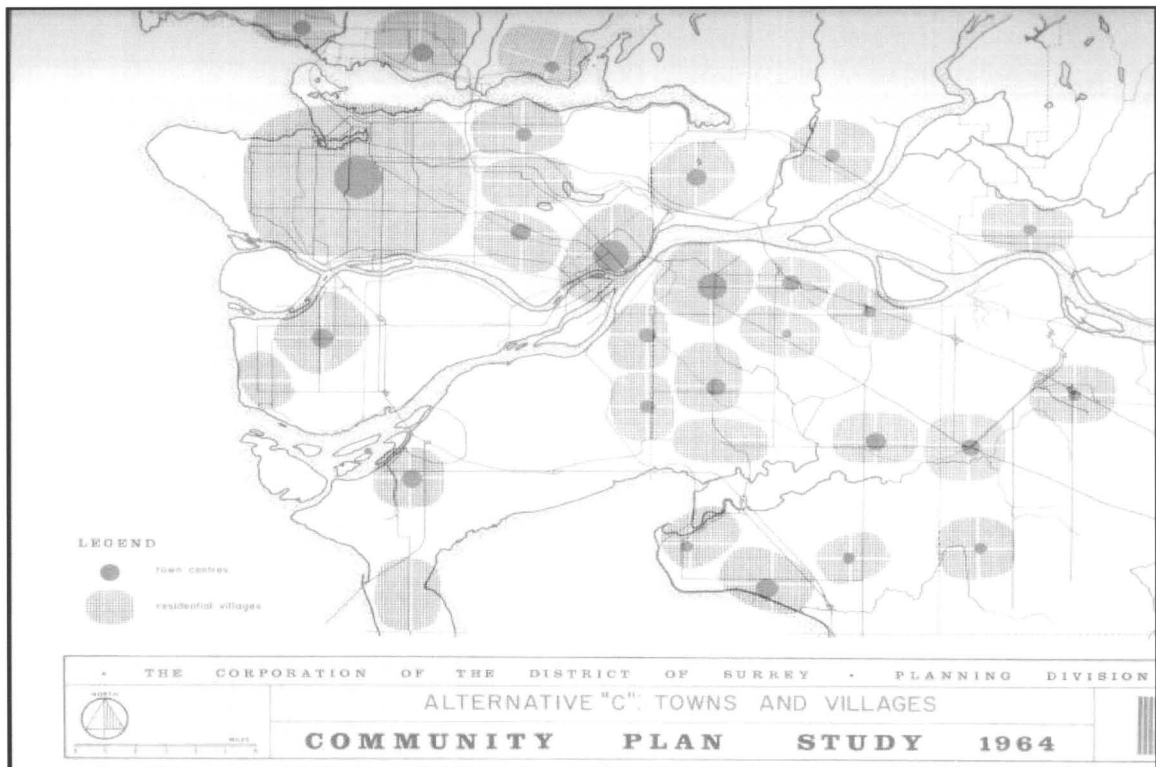 LEGEND
town centres
residential villages
· THE CORPORATION OF THE DISTRICT OF SURREY · PLANNING DIVISION
NORTH
ALTERNATIVE "C": TOWNS AND VILLAGES
MILES
COMMUNITY PLAN STUDY 1964